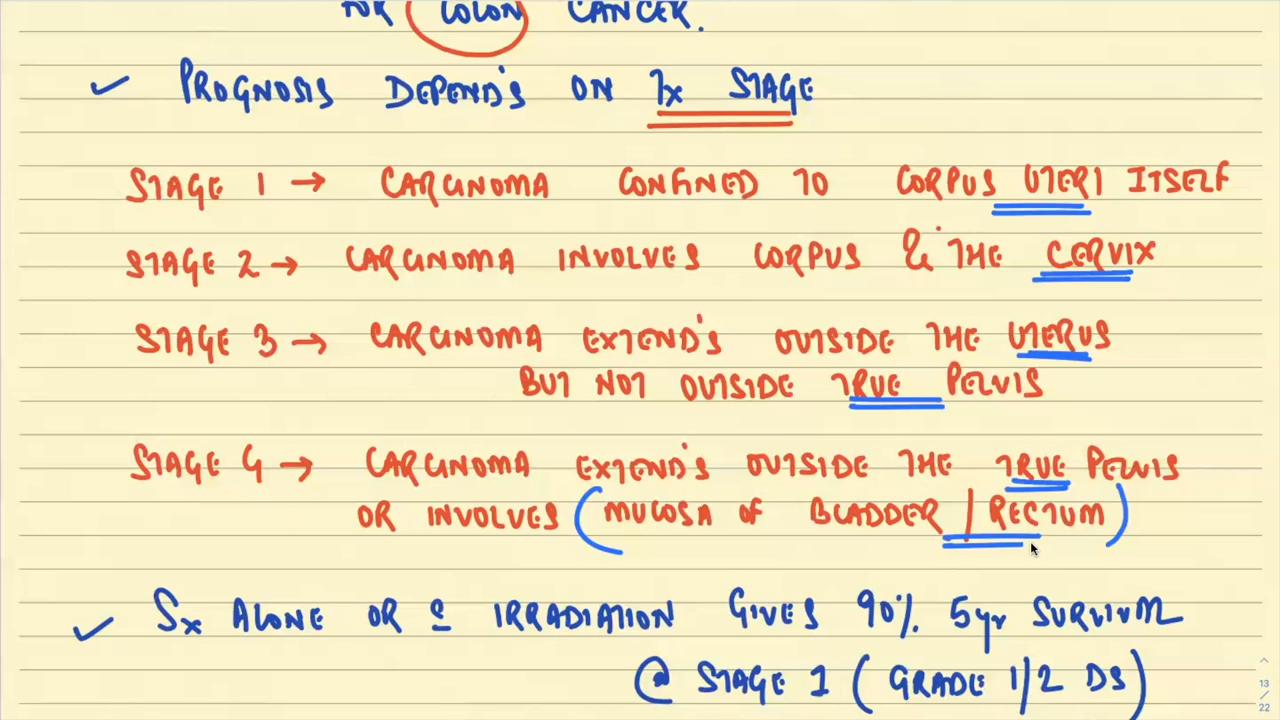 FOR COLON CANCER.
✓ PROGNOSIS DEPEND'S ON Tx STAGE
STAGE 1 → CARCINOMA CONFINED TO CORPUS UTERI ITSELF
STAGE 2 → CARCINOMA INVOLVES CORPUS & THE CERVIX
STAGE 3 → CARCINOMA EXTEND'S OUTSIDE THE UTERUS
BUT NOT OUTSIDE TRUE PELVIS
STAGE 4 → CARCINOMA EXTEND'S OUTSIDE THE TRUE PELVIS
OR INVOLVES (MUCOSA OF BLADDER / RECTUM)
✓ Sx ALONE OR c̄ IRRADIATION GIVES 90% 5yr SURVIVAL
@ STAGE 1 (GRADE 1/2 DS)
13
/
22